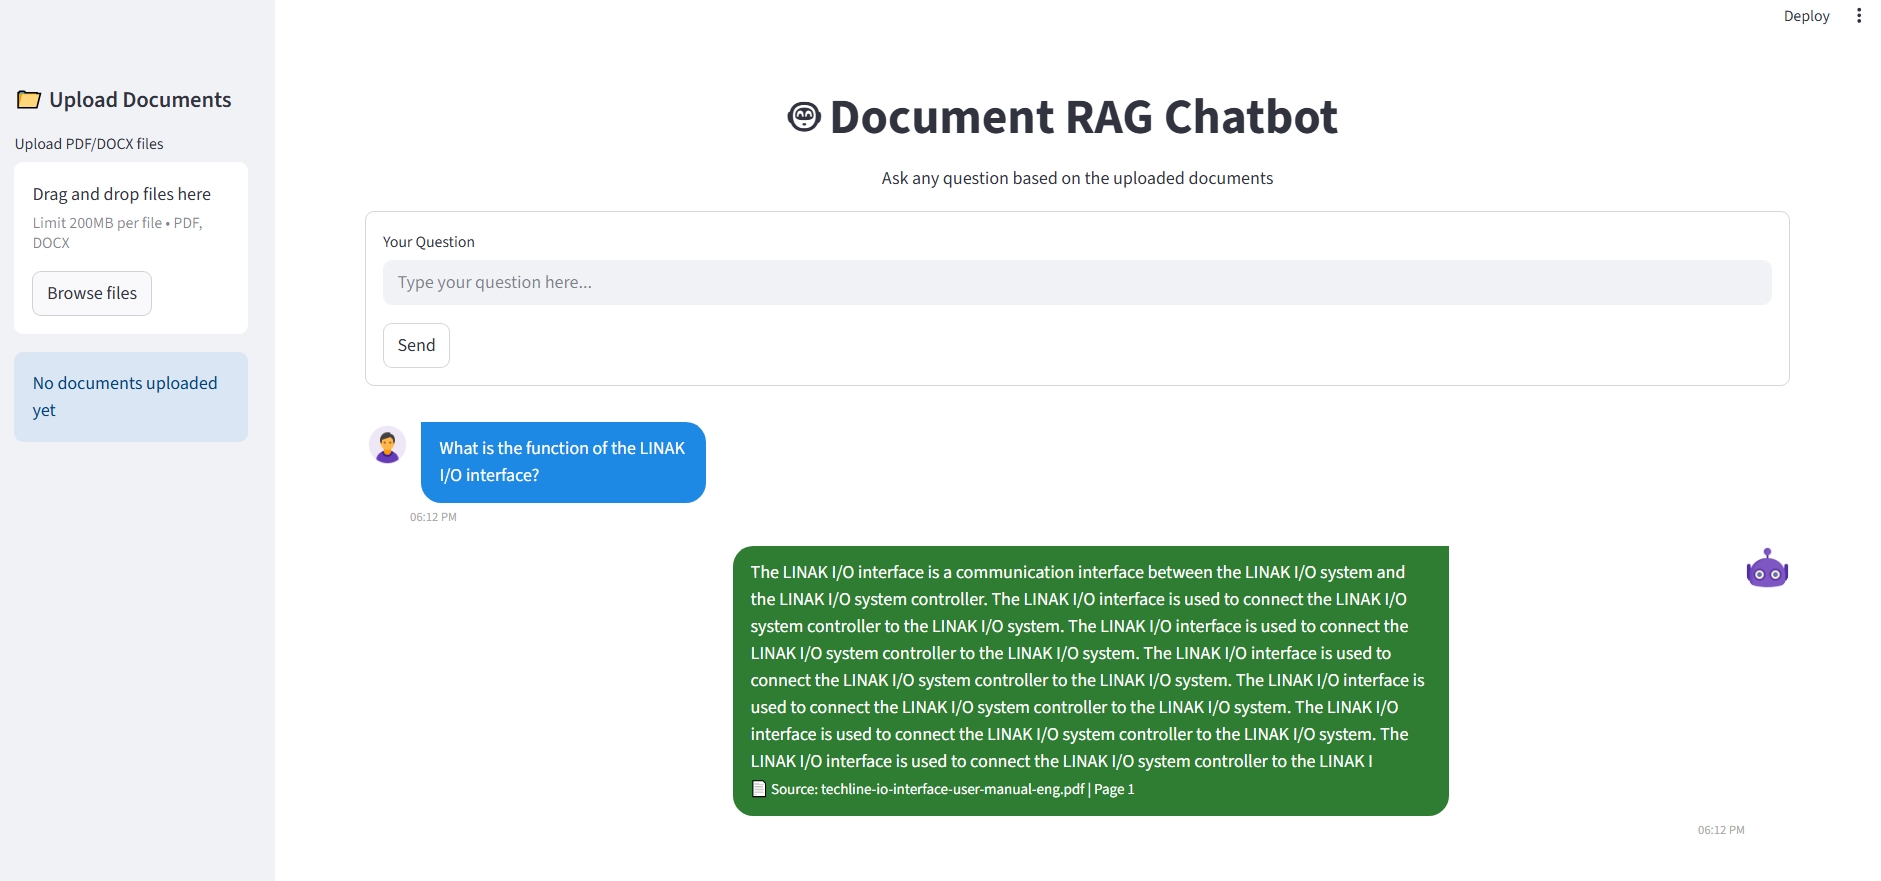 Deploy
Upload Documents
Upload PDF/DOCX files
Drag and drop files here
Limit 200MB per file • PDF,
DOCX
Browse files
No documents uploaded
yet
Document RAG Chatbot
Ask any question based on the uploaded documents
Your Question
Type your question here...
Send
What is the function of the LINAK
I/O interface?
06:12 PM
The LINAK I/O interface is a communication interface between the LINAK I/O system and
the LINAK I/O system controller. The LINAK I/O interface is used to connect the LINAK I/O
system controller to the LINAK I/O system. The LINAK I/O interface is used to connect the
LINAK I/O system controller to the LINAK I/O system. The LINAK I/O interface is used to
connect the LINAK I/O system controller to the LINAK I/O system. The LINAK I/O interface is
used to connect the LINAK I/O system controller to the LINAK I/O system. The LINAK I/O
interface is used to connect the LINAK I/O system controller to the LINAK I/O system. The
LINAK I/O interface is used to connect the LINAK I/O system controller to the LINAK I
Source: techline-io-interface-user-manual-eng.pdf | Page 1
06:12 PM